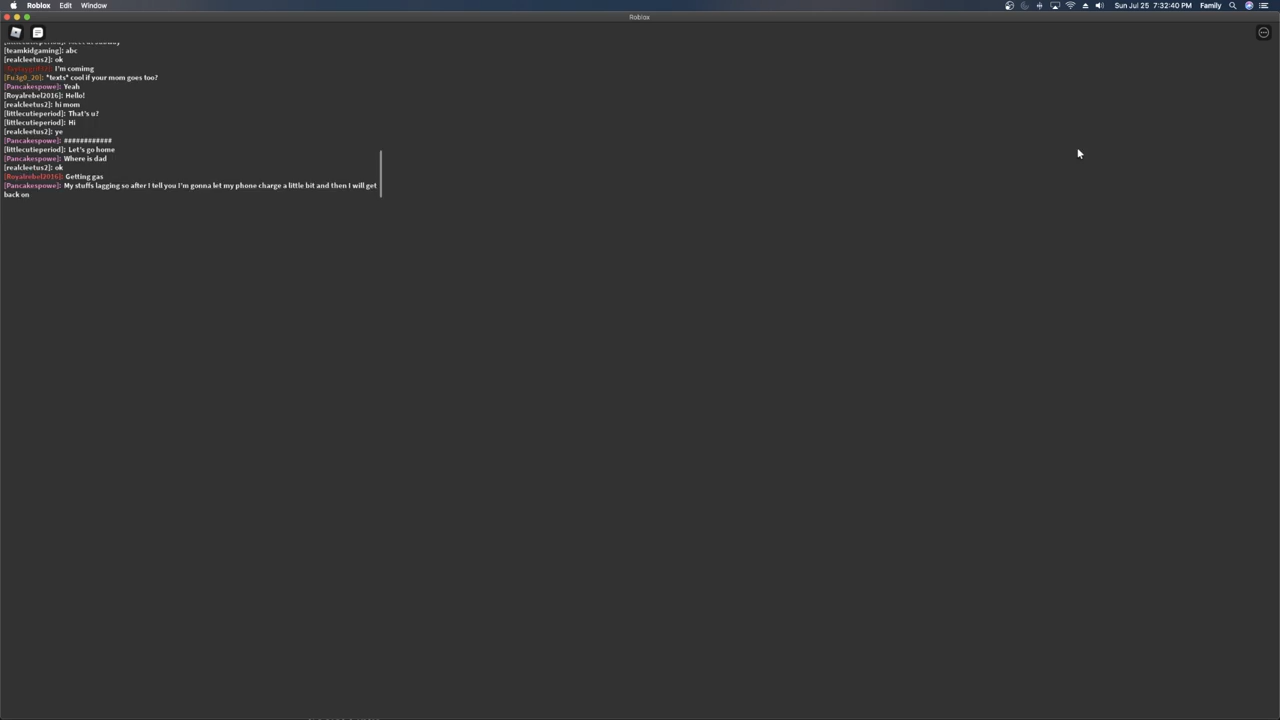 Roblox Edit Window
Sun Jul 25 7:32:40 PM Family
Roblox
[teamkidgaming]: abc
[realcleetus2]: ok
I'm comimg
[Fu3g0_20]: *texts* cool if your mom goes too?
[Pancakespowe]: Yeah
[Royalrebel2016]: Hello!
[realcleetus2]: hi mom
[littlecutieperiod]: That's u?
[littlecutieperiod]: Hi
[realcleetus2]: ye
[Pancakespowe]: ############
[littlecutieperiod]: Let's go home
[Pancakespowe]: Where is dad
[realcleetus2]: ok
[Royalrebel2016]: Getting gas
[Pancakespowe]: My stuffs lagging so after I tell you I'm gonna let my phone charge a little bit and then I will get
back on